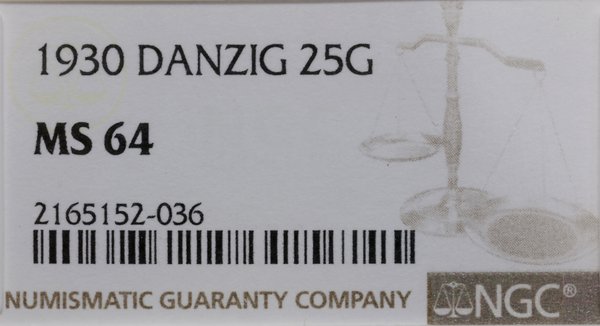 1930 DANZIG 25G
MS 64
2165152-036
NUMISMATIC GUARANTY COMPANY
NGC®